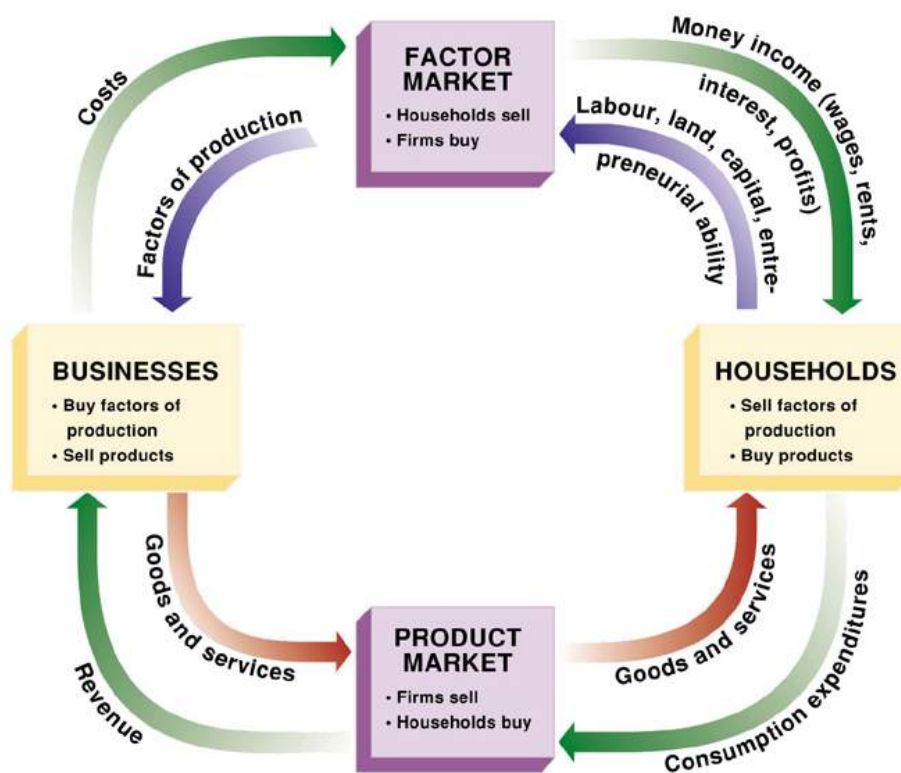 FACTOR
MARKET
• Households sell
• Firms buy
Costs
Factors of production
Money income (wages, rents,
interest, profits)
Labour, land, capital, entre-
preneurial ability
BUSINESSES
• Buy factors of
production
• Sell products
HOUSEHOLDS
• Sell factors of
production
• Buy products
Goods and services
Revenue
PRODUCT
MARKET
• Firms sell
• Households buy
Goods and services
Consumption expenditures